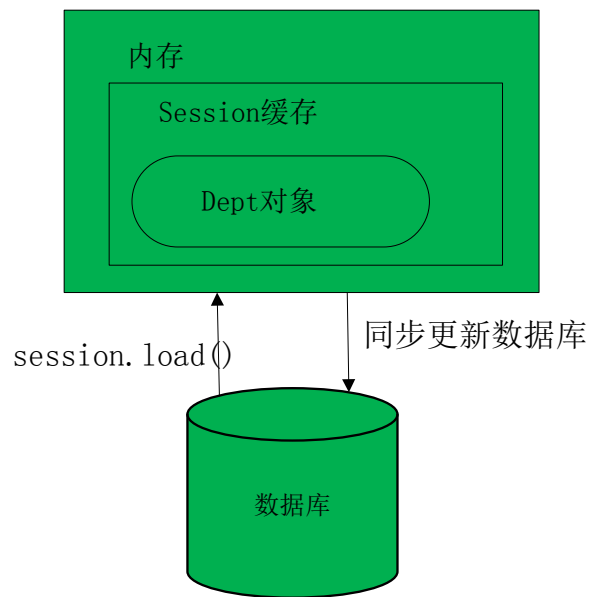 内存
Session缓存
Dept对象
同步更新数据库
session.load()
数据库